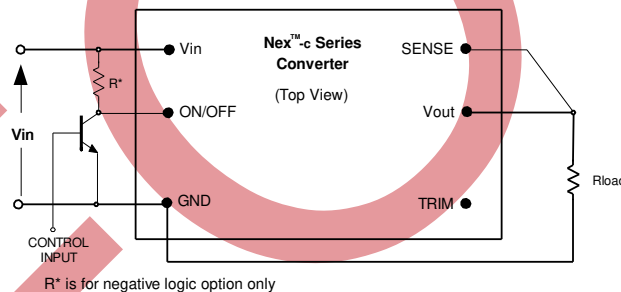 Nex™-c Series
Converter
(Top View)
Vin
SENSE
R*
ON/OFF
Vout
Vin
Rload
GND
TRIM
CONTROL
INPUT
R* is for negative logic option only